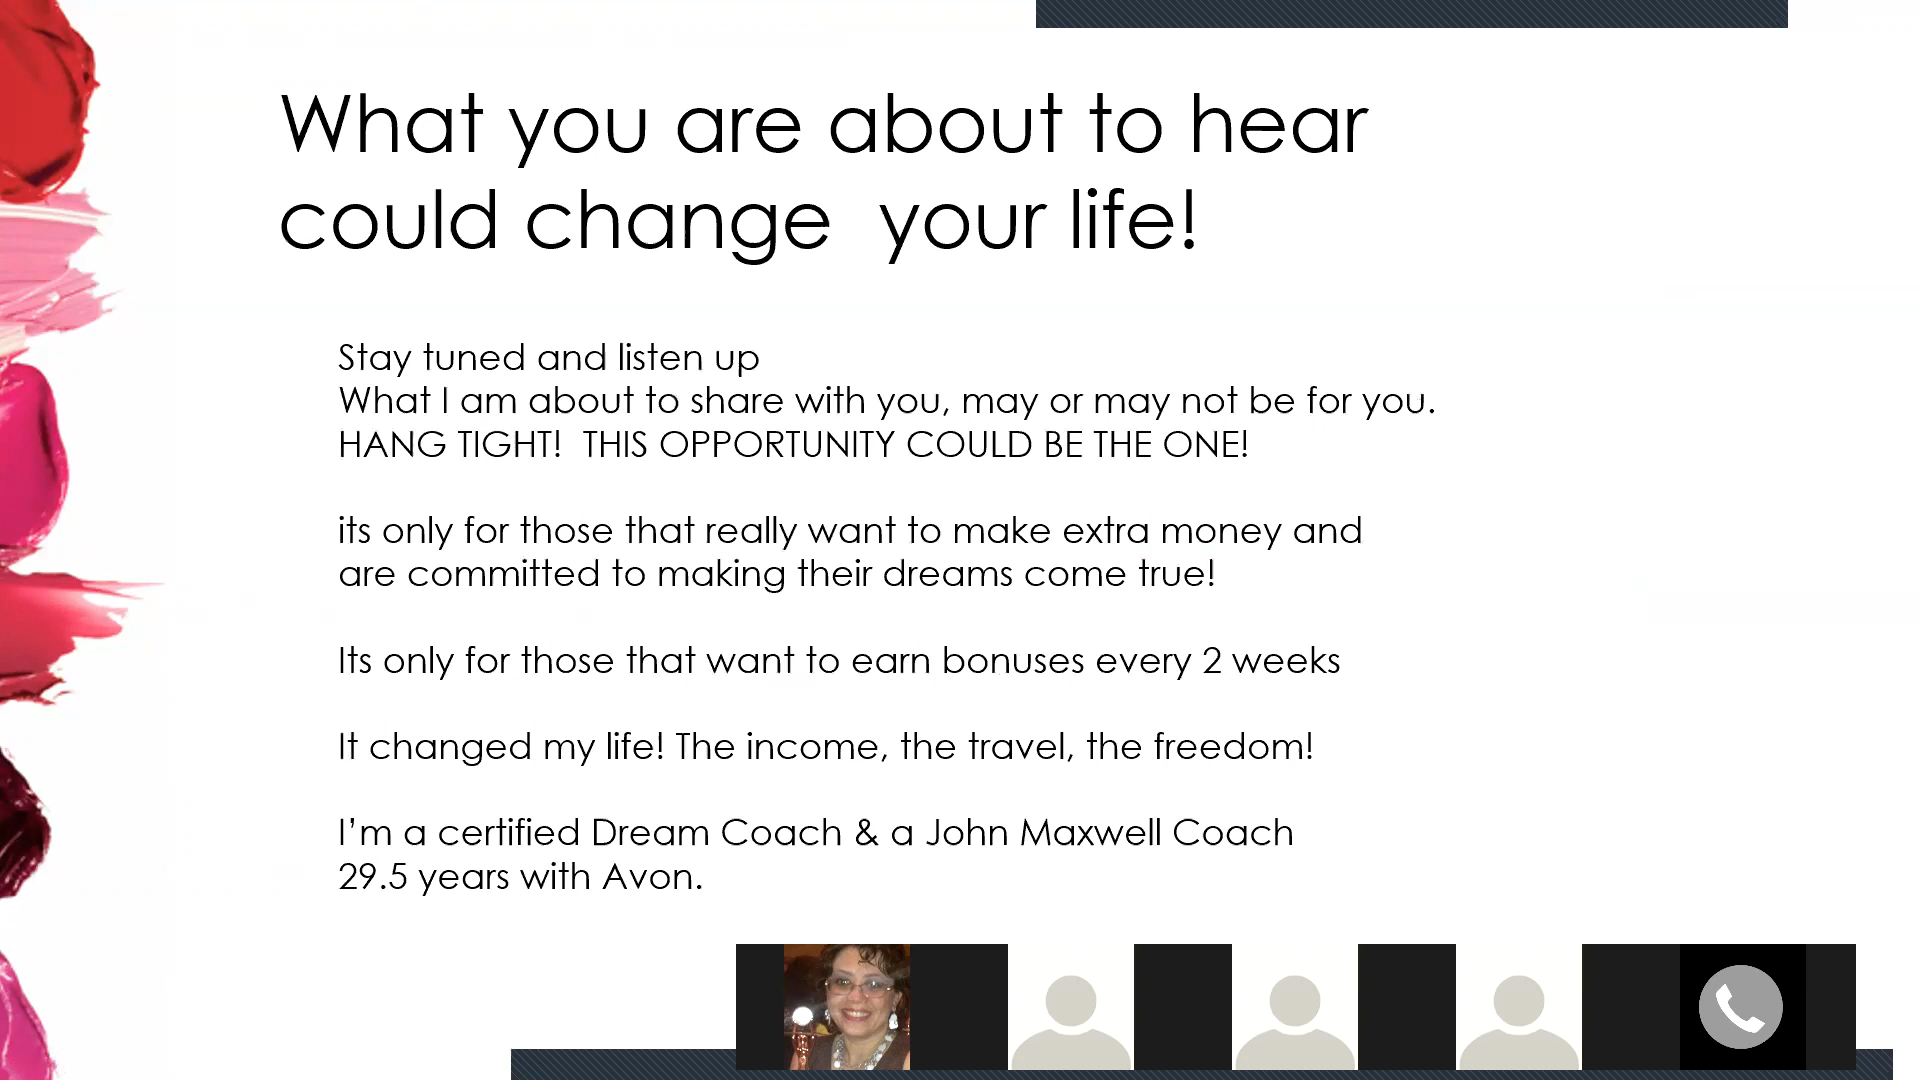 What you are about to hear
could change  your life!
Stay tuned and listen up
What I am about to share with you, may or may not be for you.
HANG TIGHT!  THIS OPPORTUNITY COULD BE THE ONE!
its only for those that really want to make extra money and
are committed to making their dreams come true!
Its only for those that want to earn bonuses every 2 weeks
It changed my life! The income, the travel, the freedom!
I’m a certified Dream Coach & a John Maxwell Coach
29.5 years with Avon.